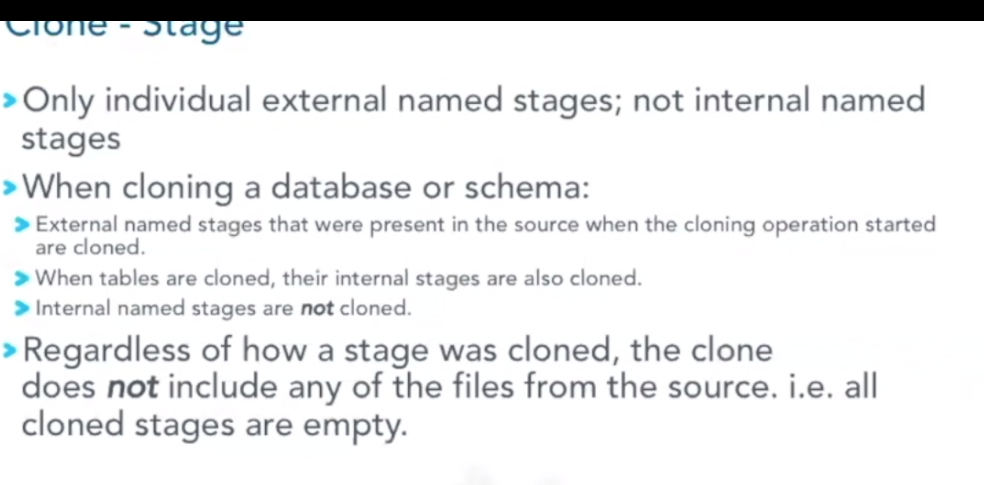 Clone - Stage
Only individual external named stages; not internal named
stages
When cloning a database or schema:
External named stages that were present in the source when the cloning operation started
are cloned.
When tables are cloned, their internal stages are also cloned.
Internal named stages are not cloned.
Regardless of how a stage was cloned, the clone
does not include any of the files from the source. i.e. all
cloned stages are empty.